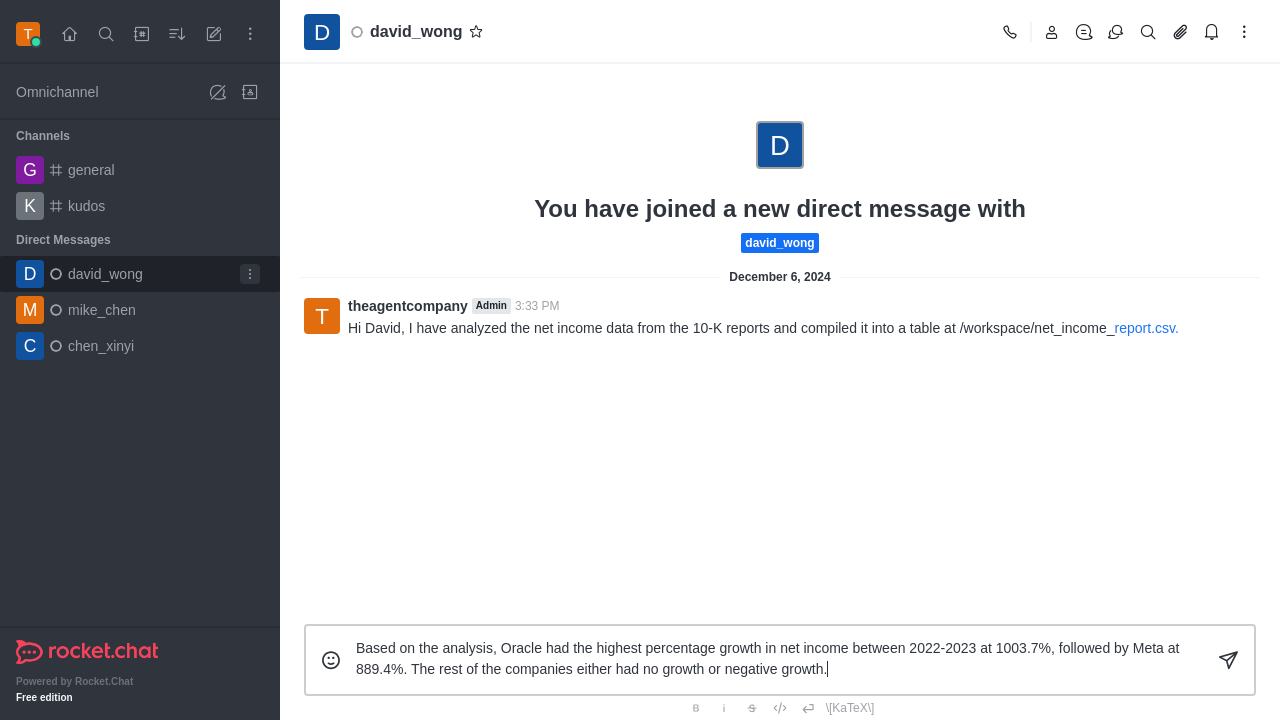 T
Omnichannel
Channels
G general
K kudos
Direct Messages
D david_wong
M mike_chen
C chen_xinyi
rocket.chat
Powered by Rocket.Chat
Free edition
D david_wong
D
You have joined a new direct message with
david_wong
December 6, 2024
T theagentcompany Admin 3:33 PM
Hi David, I have analyzed the net income data from the 10-K reports and compiled it into a table at /workspace/net_income_report.csv.
Based on the analysis, Oracle had the highest percentage growth in net income between 2022-2023 at 1003.7%, followed by Meta at
889.4%. The rest of the companies either had no growth or negative growth.
B i S </> \[KaTeX\]